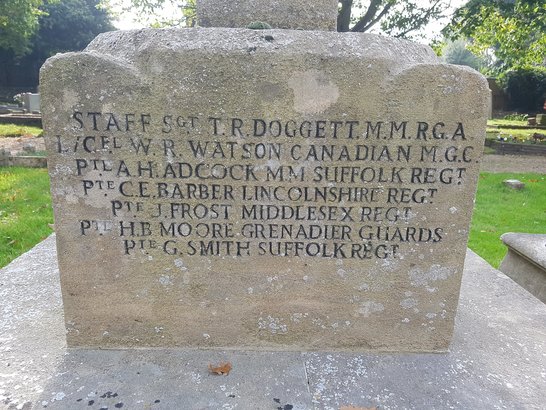 STAFF SGT T.R. DOGGETT. M.M. R.G.A.
L/CPL W. R. WATSON CANADIAN M.G.C.
PTE A.H. ADCOCK MM SUFFOLK REGT
PTE C.E. BARBER LINCOLNSHIRE REGT
PTE J. FROST MIDDLESEX REGT
PTE H.B MOORE GRENADIER GUARDS
PTE G. SMITH SUFFOLK REGT